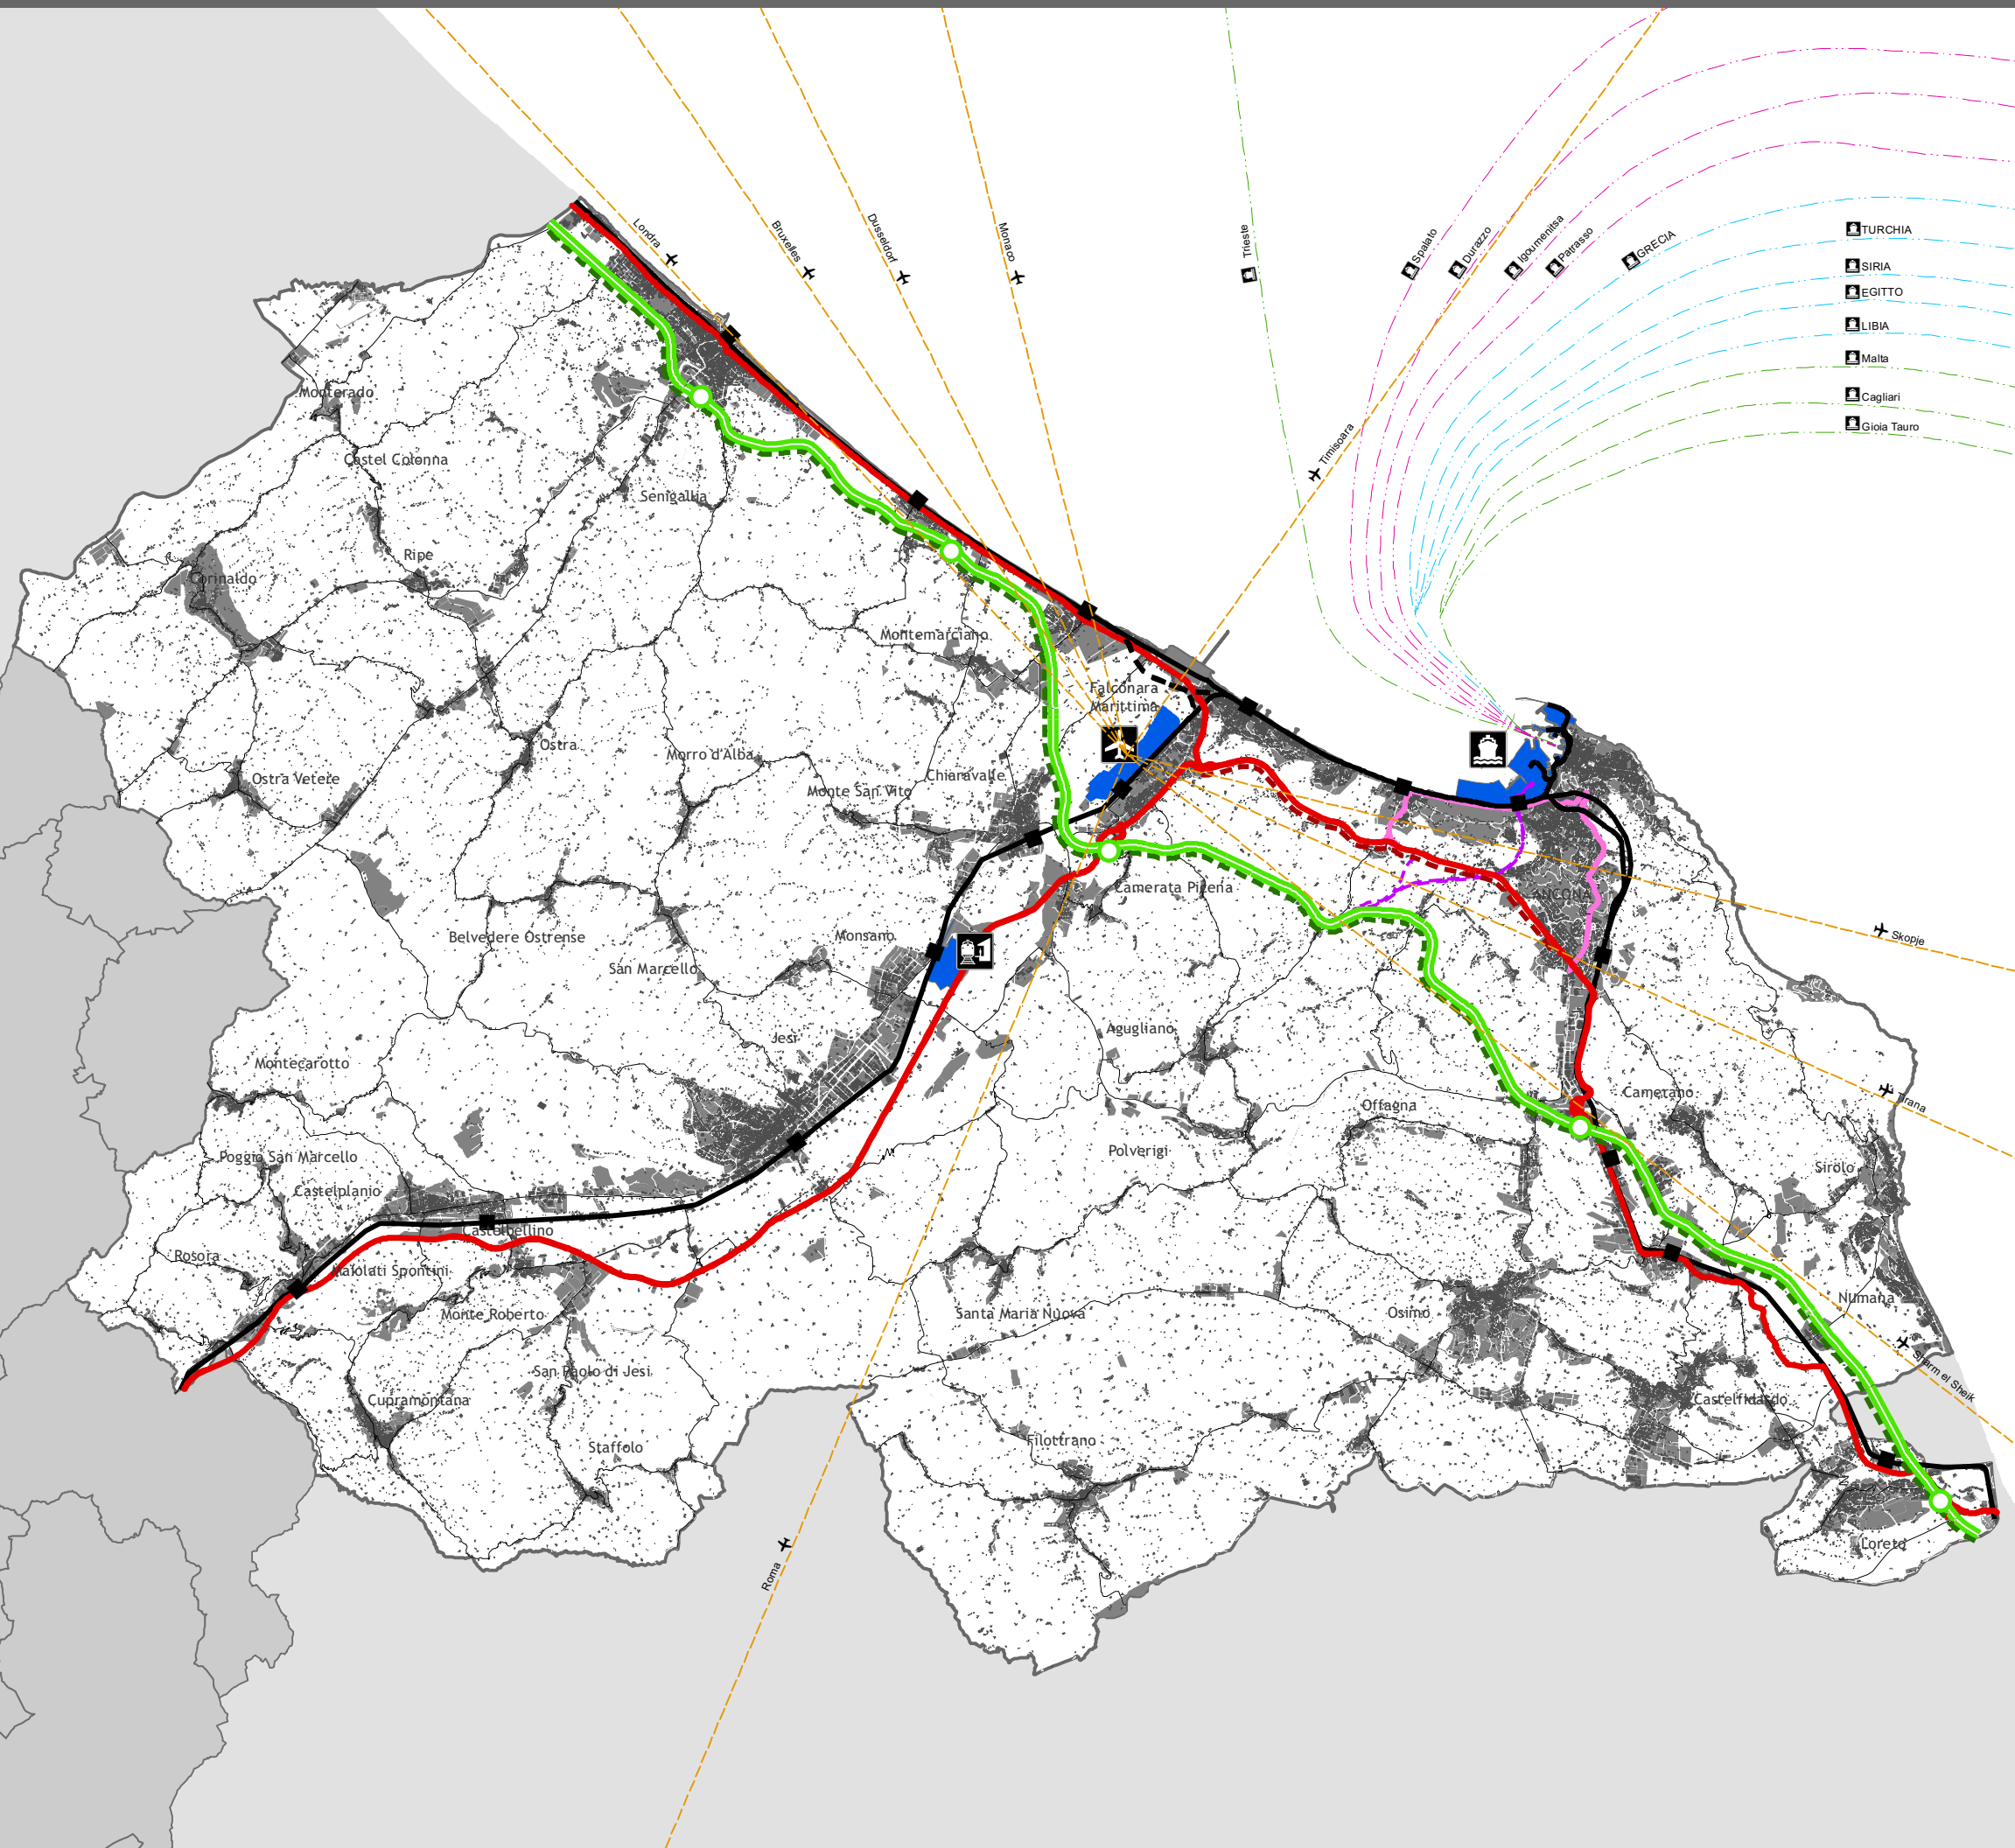 Londra
Bruxelles
Dusseldorf
Monaco
Trieste
Spalato
Durazzo
Igoumenitsa
Patrasso
GRECIA
TURCHIA
SIRIA
EGITTO
LIBIA
Malta
Cagliari
Gioia Tauro
Timisoara
Monterado
Castel Colonna
Senigallia
Ripe
Corinaldo
Montemarciano
Falconara
Marittima
Ostra
Morro d'Alba
Chiaravalle
Ostra Vetere
Monte San Vito
Camerata Picena
ANCONA
Belvedere Ostrense
Monsano
San Marcello
Skopje
Agugliano
Jesi
Montecarotto
Offagna
Camerano
Tirana
Polverigi
Poggio San Marcello
Sirolo
Castelplanio
Castelbellino
Rosora
Maiolati Spontini
Numana
Monte Roberto
Santa Maria Nuova
Osimo
Sharm el Sheik
San Paolo di Jesi
Cupramontana
Castelfidardo
Staffolo
Filottrano
Loreto
Roma